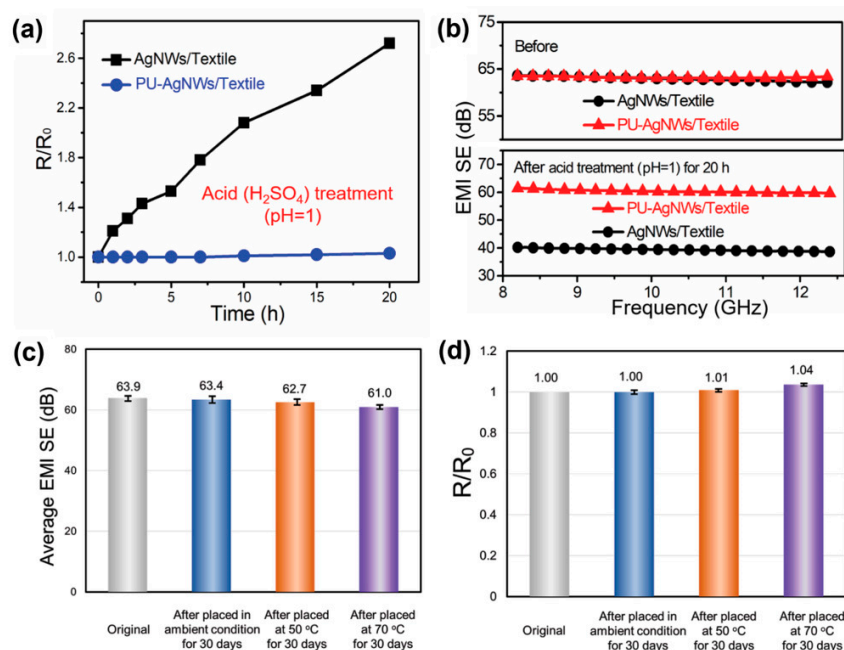 (a)
2.6
2.2
1.8
1.4
1.0
R/R₀
AgNWs/Textile
PU-AgNWs/Textile
Acid (H₂SO₄) treatment
(pH=1)
0
5
10
15
20
Time (h)
(b)
75
65
55
Before
AgNWs/Textile
PU-AgNWs/Textile
EMI SE (dB)
70
60
50
40
30
After acid treatment (pH=1) for 20 h
PU-AgNWs/Textile
AgNWs/Textile
8
9
10
11
12
Frequency (GHz)
(c)
80
60
40
20
0
Average EMI SE (dB)
63.9
63.4
62.7
61.0
Original
After placed in
ambient condition
for 30 days
After placed
at 50 °C
for 30 days
After placed
at 70 °C
for 30 days
(d)
1.2
1
0.8
0.6
0.4
0.2
0
R/R₀
1.00
1.00
1.01
1.04
Original
After placed in
ambient condition
for 30 days
After placed
at 50 °C
for 30 days
After placed
at 70 °C
for 30 days